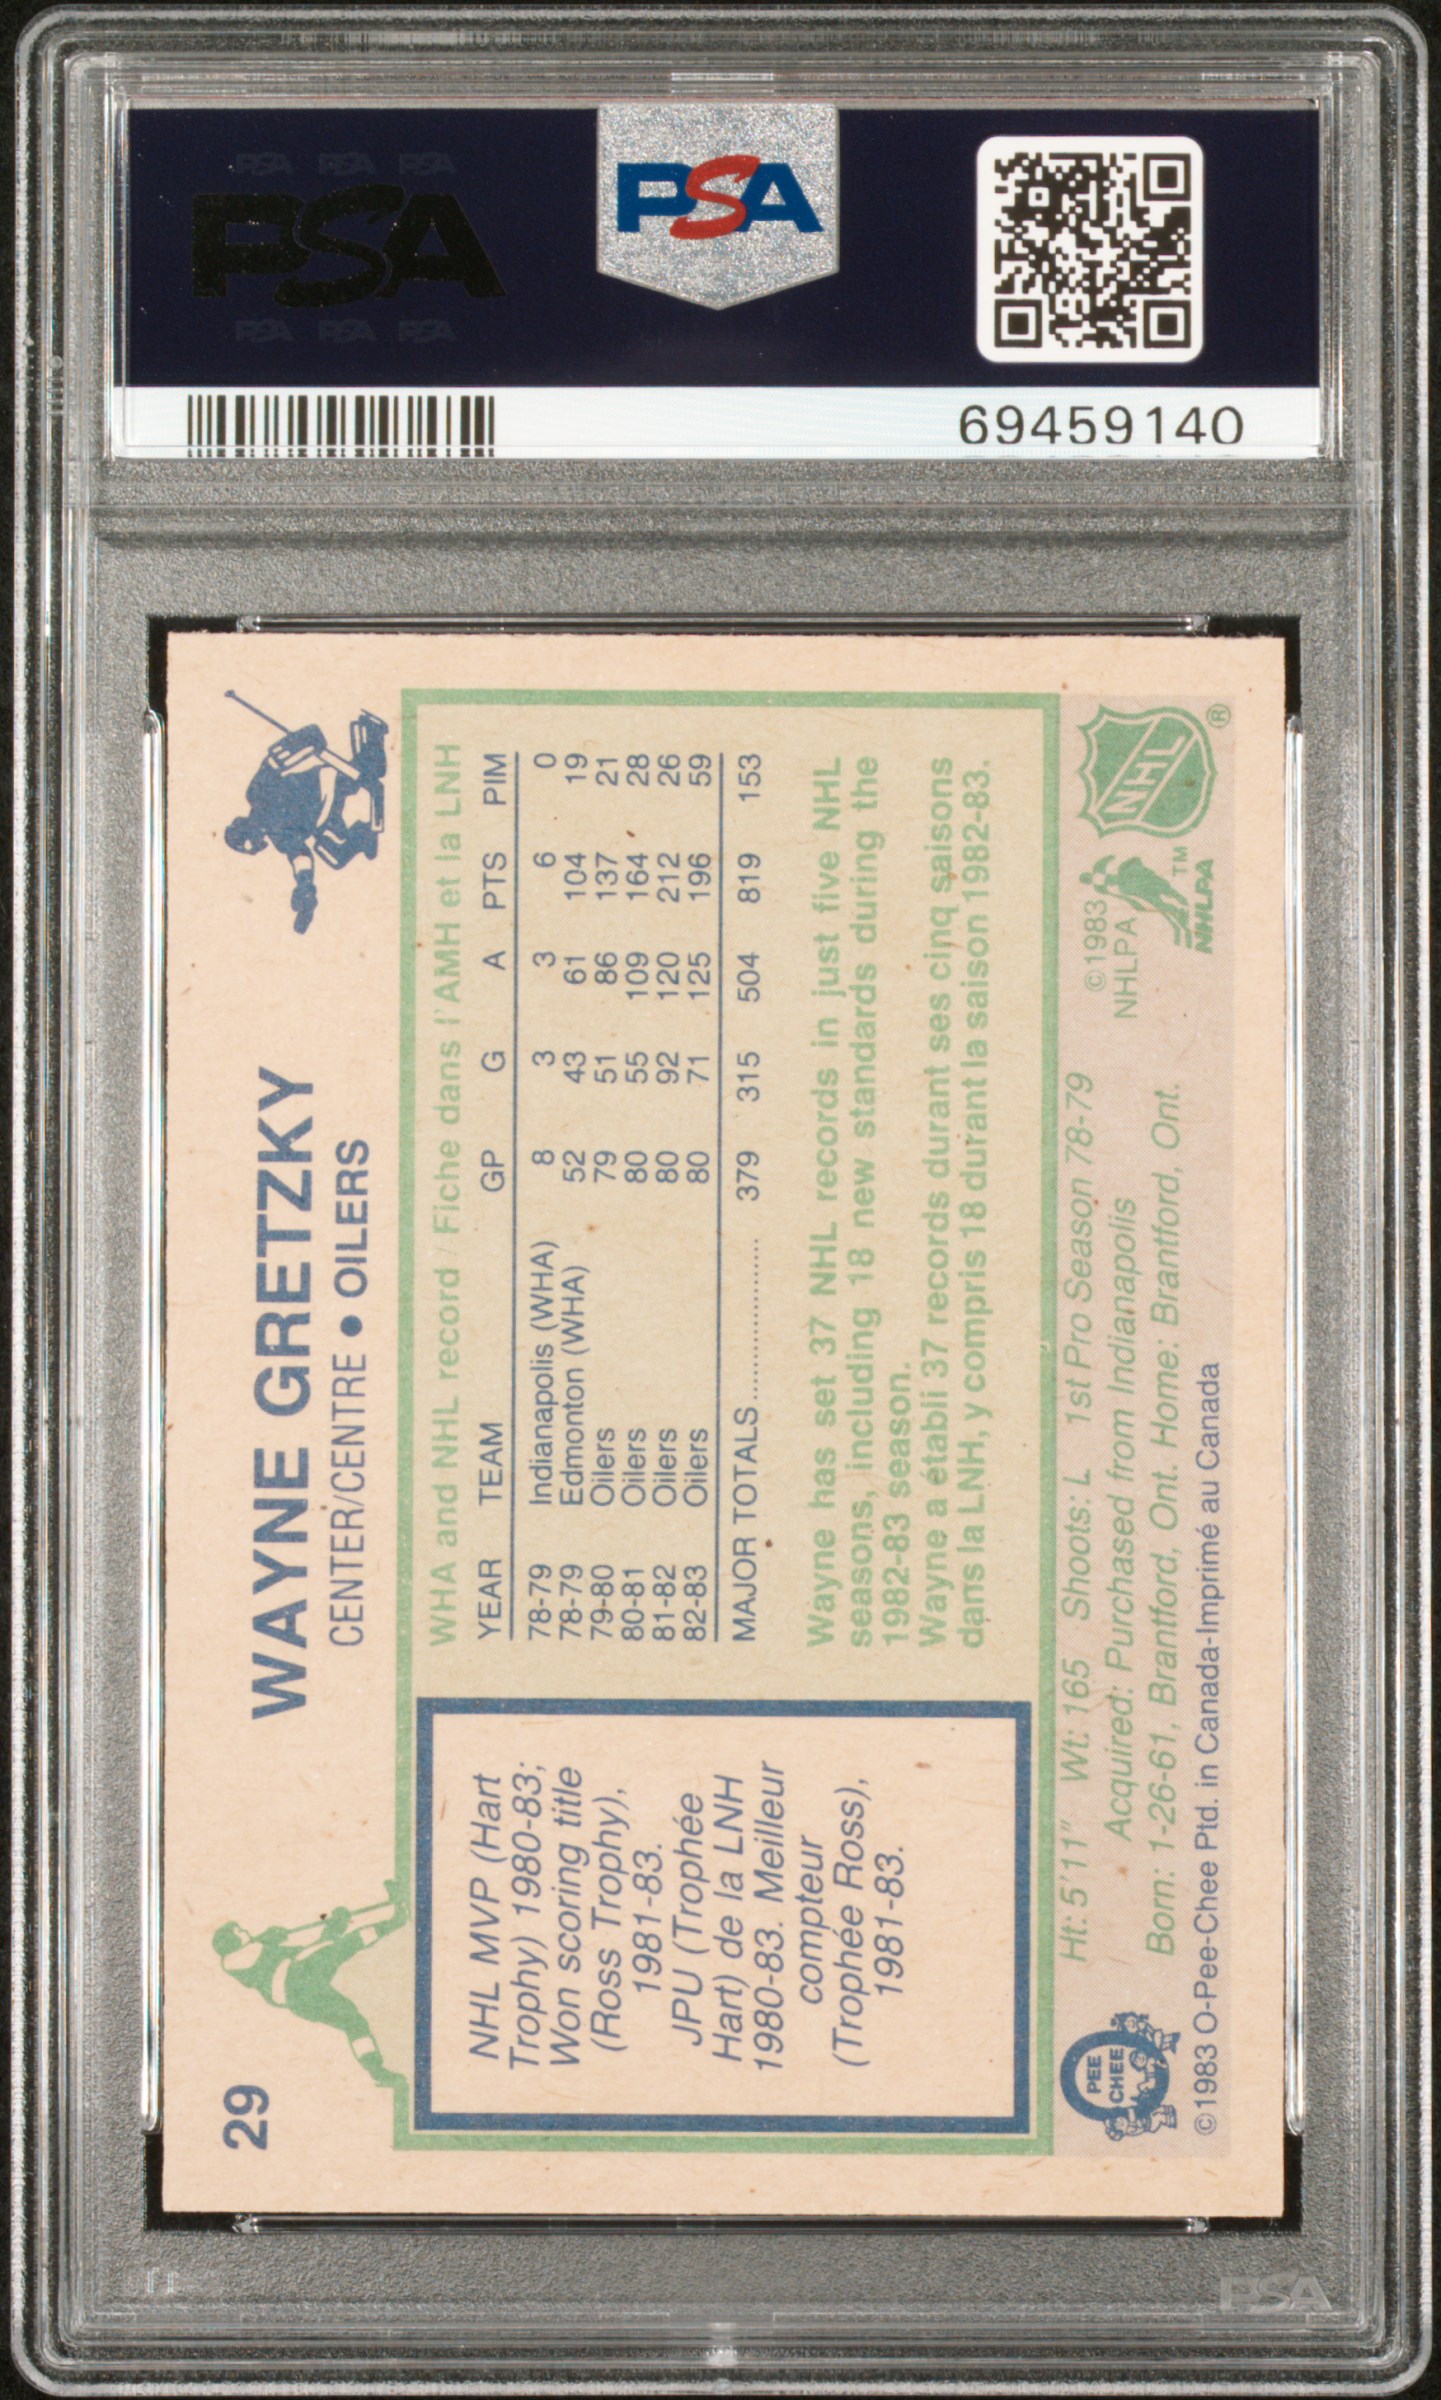 PSA PSA PSA
PSA
PSA PSA PSA
PSA
69459140
29
WAYNE GRETZKY
CENTER/CENTRE • OILERS
NHL MVP (Hart
Trophy) 1980-83;
Won scoring title
(Ross Trophy),
1981-83.
JPU (Trophée
Hart) de la LNH
1980-83. Meilleur
compteur
(Trophée Ross),
1981-83.
WHA and NHL record / Fiche dans l'AMH et la LNH
YEAR TEAM GP G A PTS PIM
78-79 Indianapolis (WHA) 8 3 3 6 0
78-79 Edmonton (WHA) 52 43 61 104 19
79-80 Oilers 79 51 86 137 21
80-81 Oilers 80 55 109 164 28
81-82 Oilers 80 92 120 212 26
82-83 Oilers 80 71 125 196 59
MAJOR TOTALS.................. 379 315 504 819 153
Wayne has set 37 NHL records in just five NHL
seasons, including 18 new standards during the
1982-83 season.
Wayne a établi 37 records durant ses cinq saisons
dans la LNH, y compris 18 durant la saison 1982-83.
PEE
CHEE
Ht: 5'11" Wt: 165 Shoots: L 1st Pro Season 78-79
Acquired: Purchased from Indianapolis
Born: 1-26-61, Brantford, Ont. Home: Brantford, Ont.
©1983 O-Pee-Chee Ptd. in Canada-Imprimé au Canada
©1983
NHLPA
TM
NHLPA
NHL
®
PSA